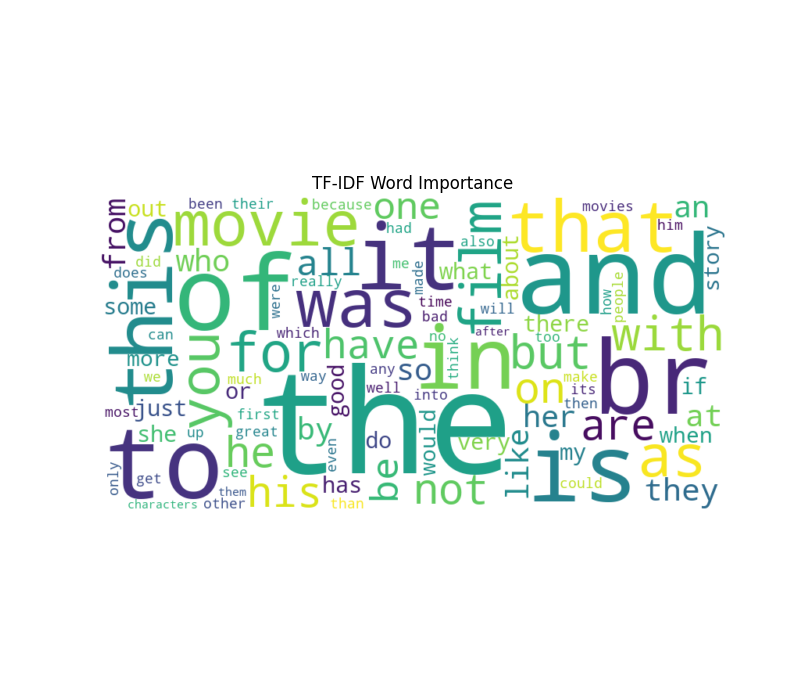 TF-IDF Word Importance
from out been their because one film that movies an
this movie had also him
did who all it what about and story
does really me made how people
some of were was time will
can which bad after there with
we more you for have no think in but too
much way any so on make br if
most just or first good well into its then
she up great the by do would very like her are at
to he see even be my when
only get his has not is could as they
them other than
characters